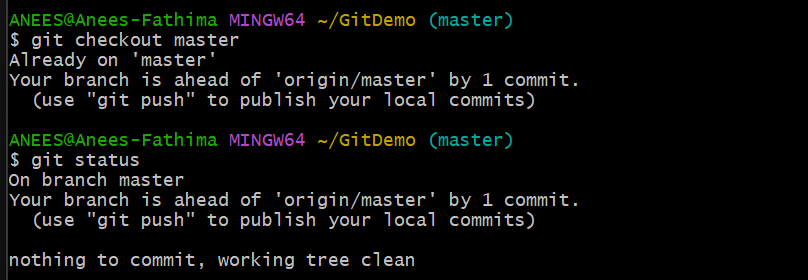 ANEES@Anees-Fathima MINGW64 ~/GitDemo (master)
$ git checkout master
Already on 'master'
Your branch is ahead of 'origin/master' by 1 commit.
  (use "git push" to publish your local commits)

ANEES@Anees-Fathima MINGW64 ~/GitDemo (master)
$ git status
On branch master
Your branch is ahead of 'origin/master' by 1 commit.
  (use "git push" to publish your local commits)

nothing to commit, working tree clean